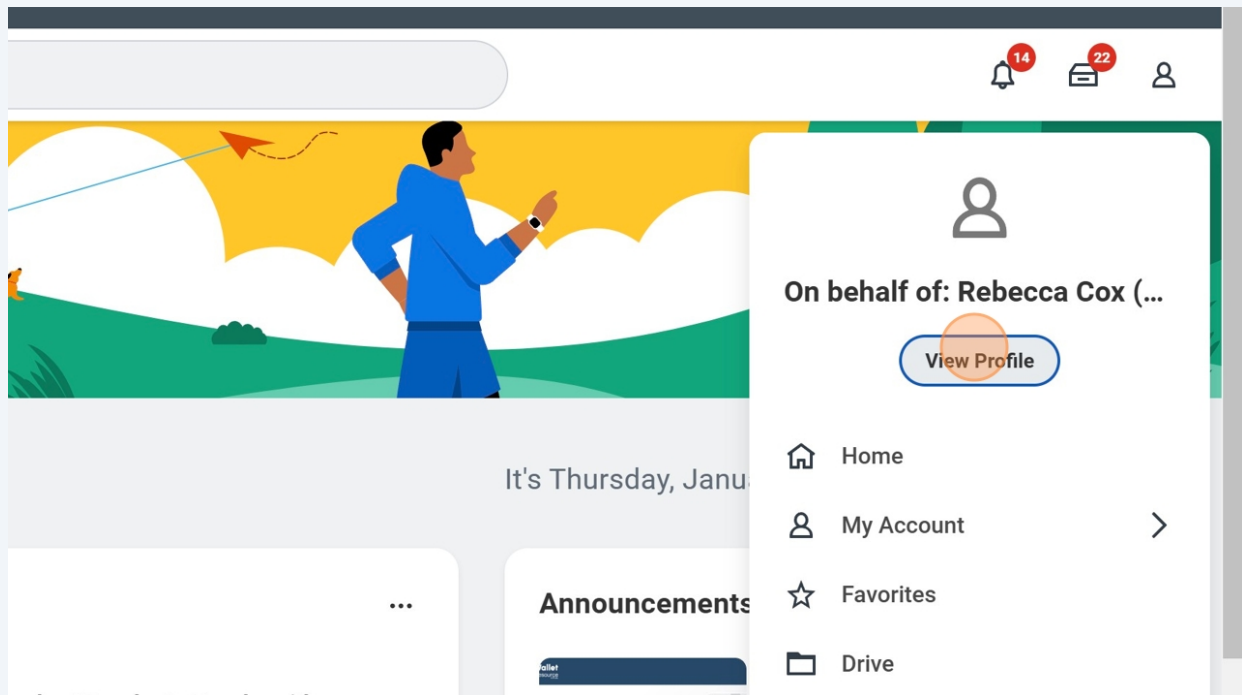 14
22
On behalf of: Rebecca Cox (...
View Profile
Home
It's Thursday, Janu
My Account
Favorites
Announcements
Drive